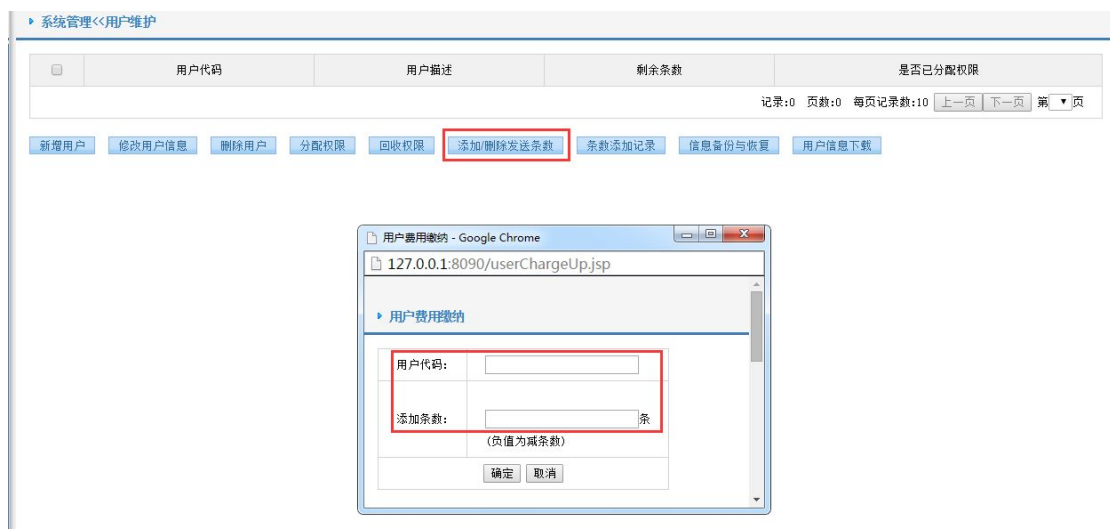 系统管理<<用户维护
用户代码 用户描述 剩余条数 是否已分配权限
记录:0 页数:0 每页记录数:10 上一页 下一页 第 页
新增用户 修改用户信息 删除用户 分配权限 回收权限 添加/删除发送条数 条数添加记录 信息备份与恢复 用户信息下载
用户费用缴纳 - Google Chrome
127.0.0.1:8090/userChargeUp.jsp
用户费用缴纳
用户代码:
添加条数: 条
(负值为减条数)
确定 取消